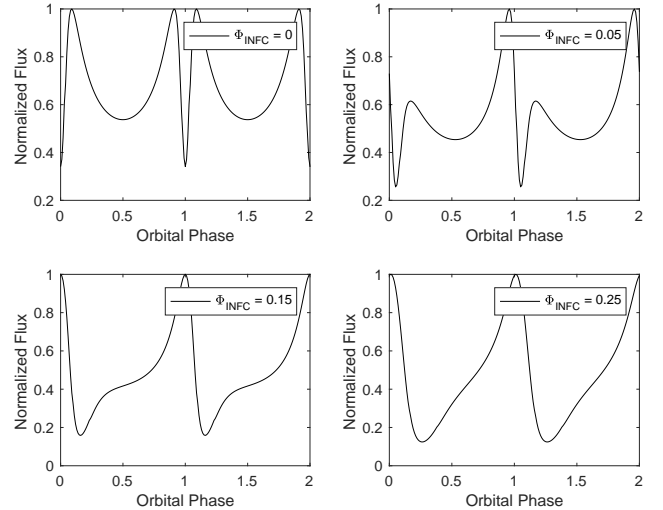 Φ_INFC = 0
Normalized Flux
1
0.8
0.6
0.4
0.2
0 0.5 1 1.5 2
Orbital Phase
Φ_INFC = 0.05
Normalized Flux
1
0.8
0.6
0.4
0.2
0 0.5 1 1.5 2
Orbital Phase
Φ_INFC = 0.15
Normalized Flux
1
0.8
0.6
0.4
0.2
0
0 0.5 1 1.5 2
Orbital Phase
Φ_INFC = 0.25
Normalized Flux
1
0.8
0.6
0.4
0.2
0
0 0.5 1 1.5 2
Orbital Phase